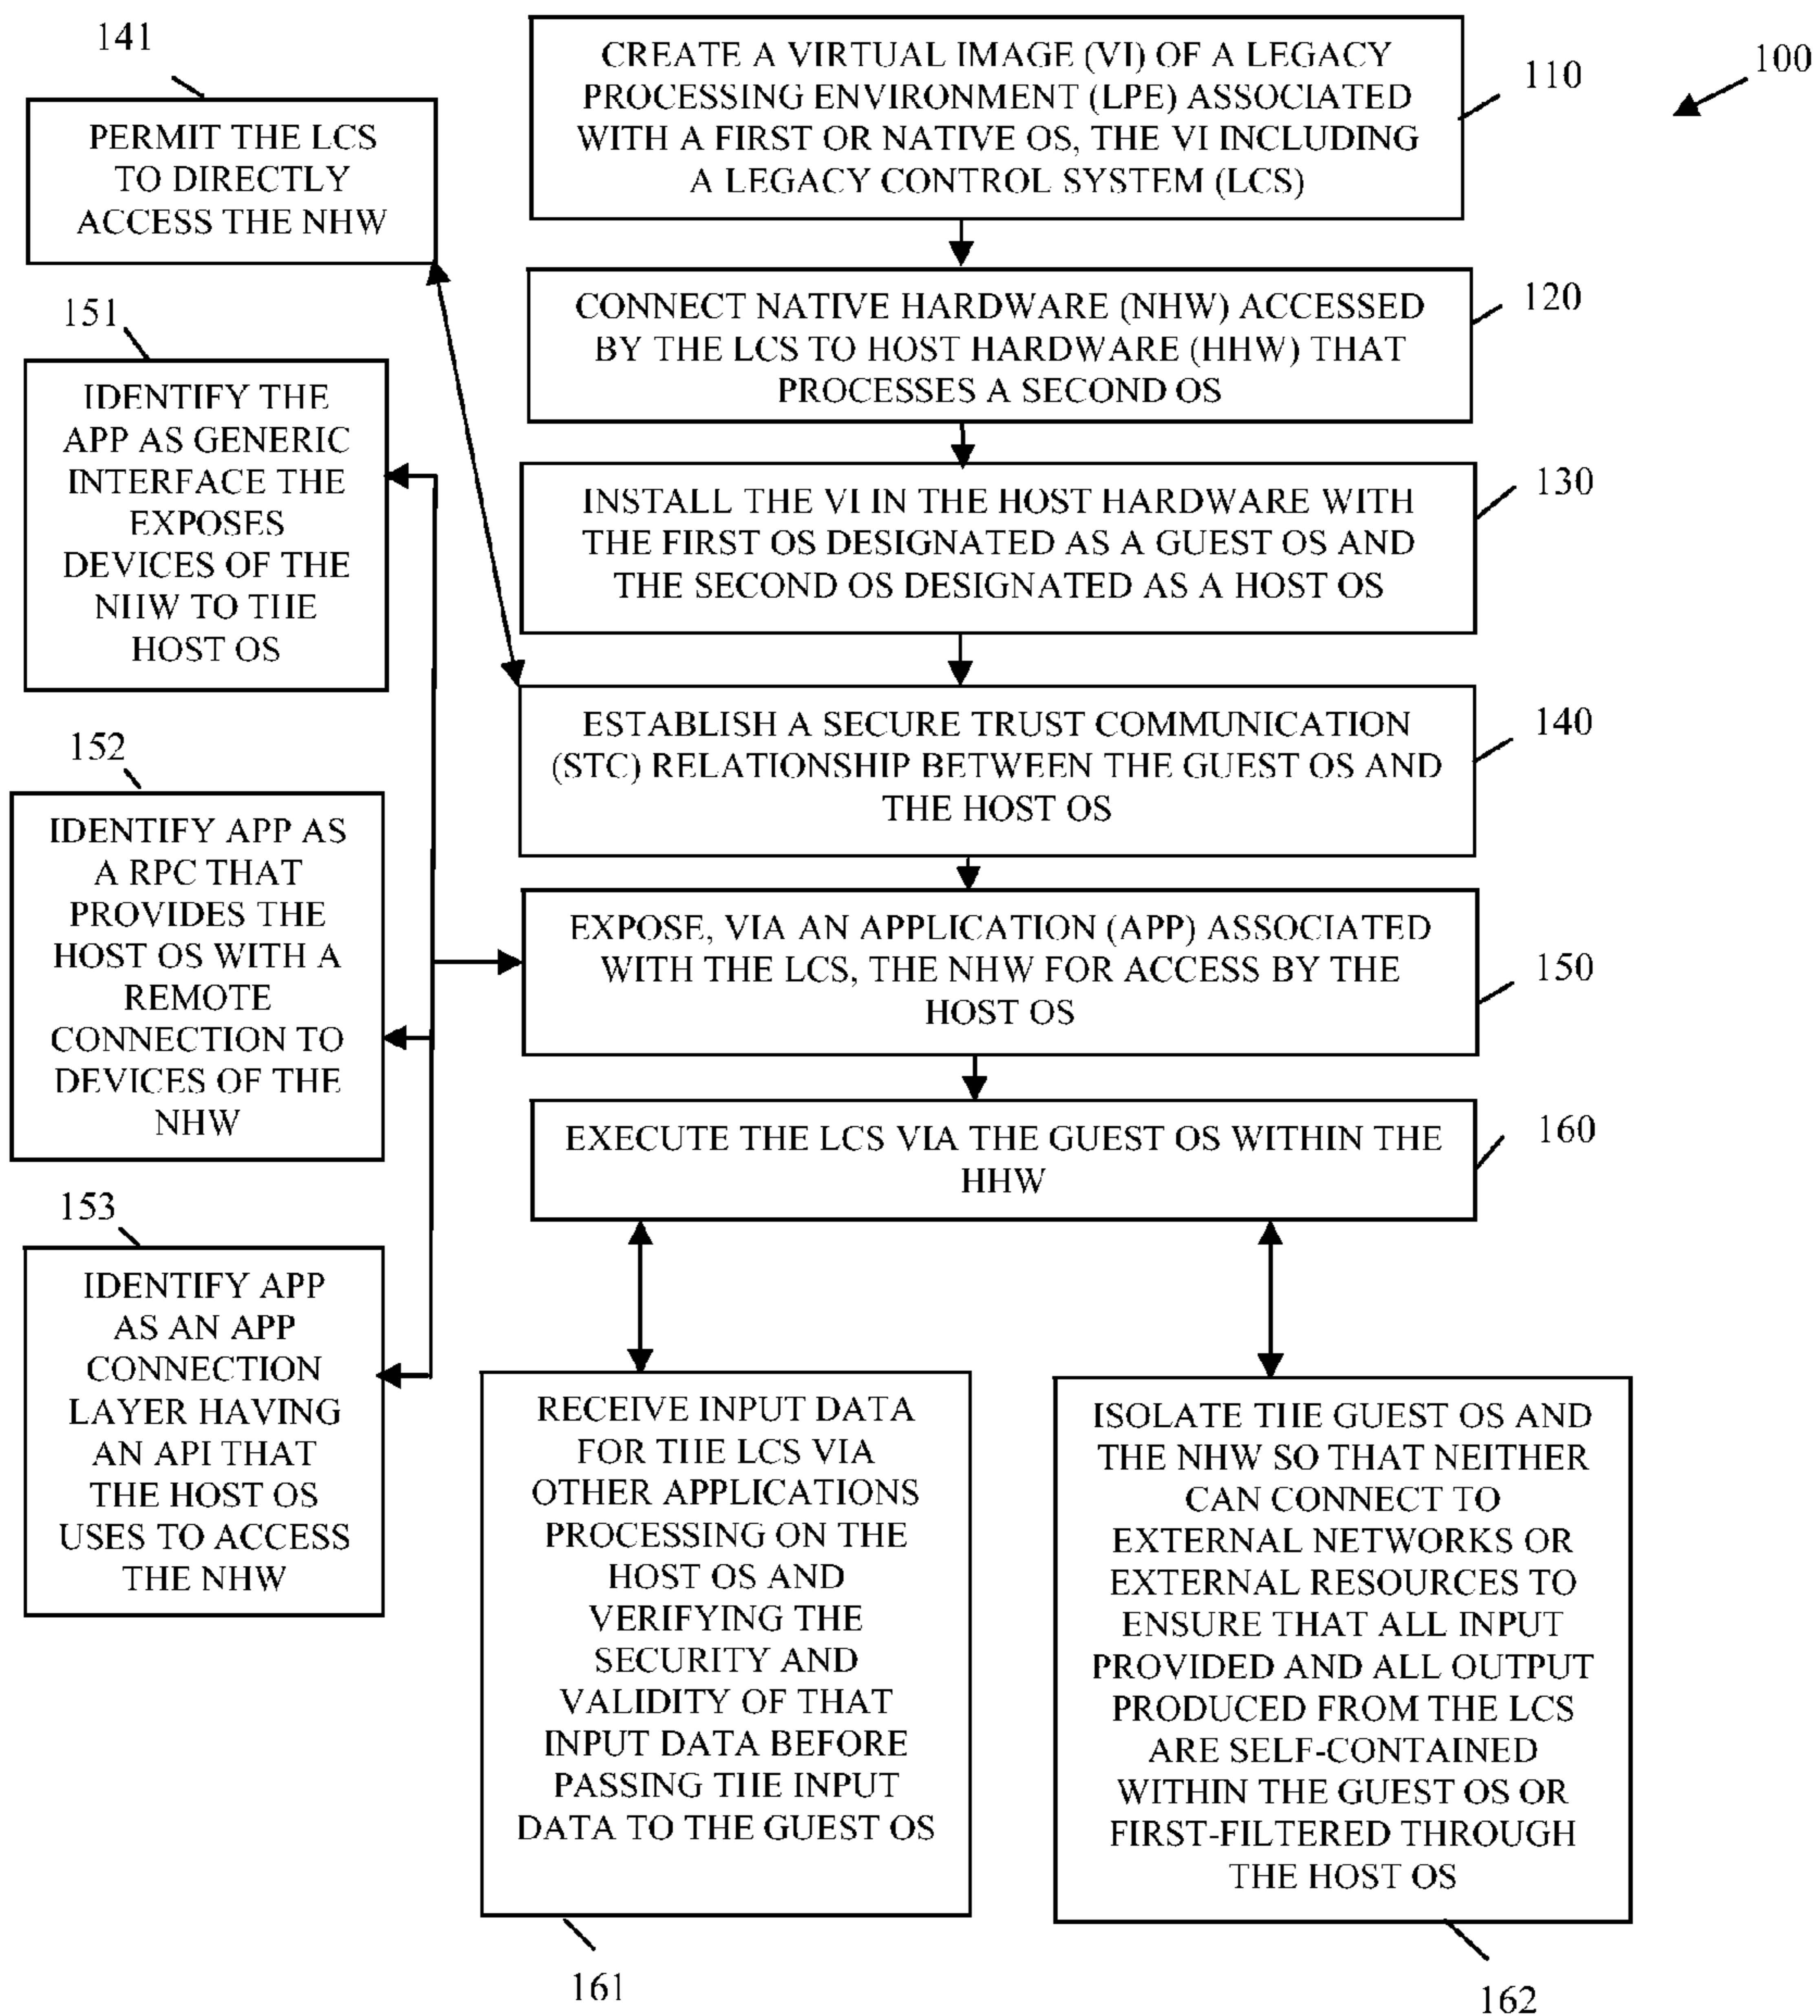 100
110
CREATE A VIRTUAL IMAGE (VI) OF A LEGACY
PROCESSING ENVIRONMENT (LPE) ASSOCIATED
WITH A FIRST OR NATIVE OS, THE VI INCLUDING
A LEGACY CONTROL SYSTEM (LCS)
120
CONNECT NATIVE HARDWARE (NHW) ACCESSED
BY THE LCS TO HOST HARDWARE (HHW) THAT
PROCESSES A SECOND OS
130
INSTALL THE VI IN THE HOST HARDWARE WITH
THE FIRST OS DESIGNATED AS A GUEST OS AND
THE SECOND OS DESIGNATED AS A HOST OS
140
ESTABLISH A SECURE TRUST COMMUNICATION
(STC) RELATIONSHIP BETWEEN THE GUEST OS AND
THE HOST OS
141
PERMIT THE LCS
TO DIRECTLY
ACCESS THE NHW
150
EXPOSE, VIA AN APPLICATION (APP) ASSOCIATED
WITH THE LCS, THE NHW FOR ACCESS BY THE
HOST OS
151
IDENTIFY THE
APP AS GENERIC
INTERFACE THE
EXPOSES
DEVICES OF THE
NHW TO THE
HOST OS
152
IDENTIFY APP AS
A RPC THAT
PROVIDES THE
HOST OS WITH A
REMOTE
CONNECTION TO
DEVICES OF THE
NHW
153
IDENTIFY APP
AS AN APP
CONNECTION
LAYER HAVING
AN API THAT
THE HOST OS
USES TO ACCESS
THE NHW
160
EXECUTE THE LCS VIA THE GUEST OS WITHIN THE
HHW
RECEIVE INPUT DATA
FOR THE LCS VIA
OTHER APPLICATIONS
PROCESSING ON THE
HOST OS AND
VERIFYING THE
SECURITY AND
VALIDITY OF THAT
INPUT DATA BEFORE
PASSING THE INPUT
DATA TO THE GUEST OS
161
ISOLATE THE GUEST OS AND
THE NHW SO THAT NEITHER
CAN CONNECT TO
EXTERNAL NETWORKS OR
EXTERNAL RESOURCES TO
ENSURE THAT ALL INPUT
PROVIDED AND ALL OUTPUT
PRODUCED FROM THE LCS
ARE SELF-CONTAINED
WITHIN THE GUEST OS OR
FIRST-FILTERED THROUGH
THE HOST OS
162